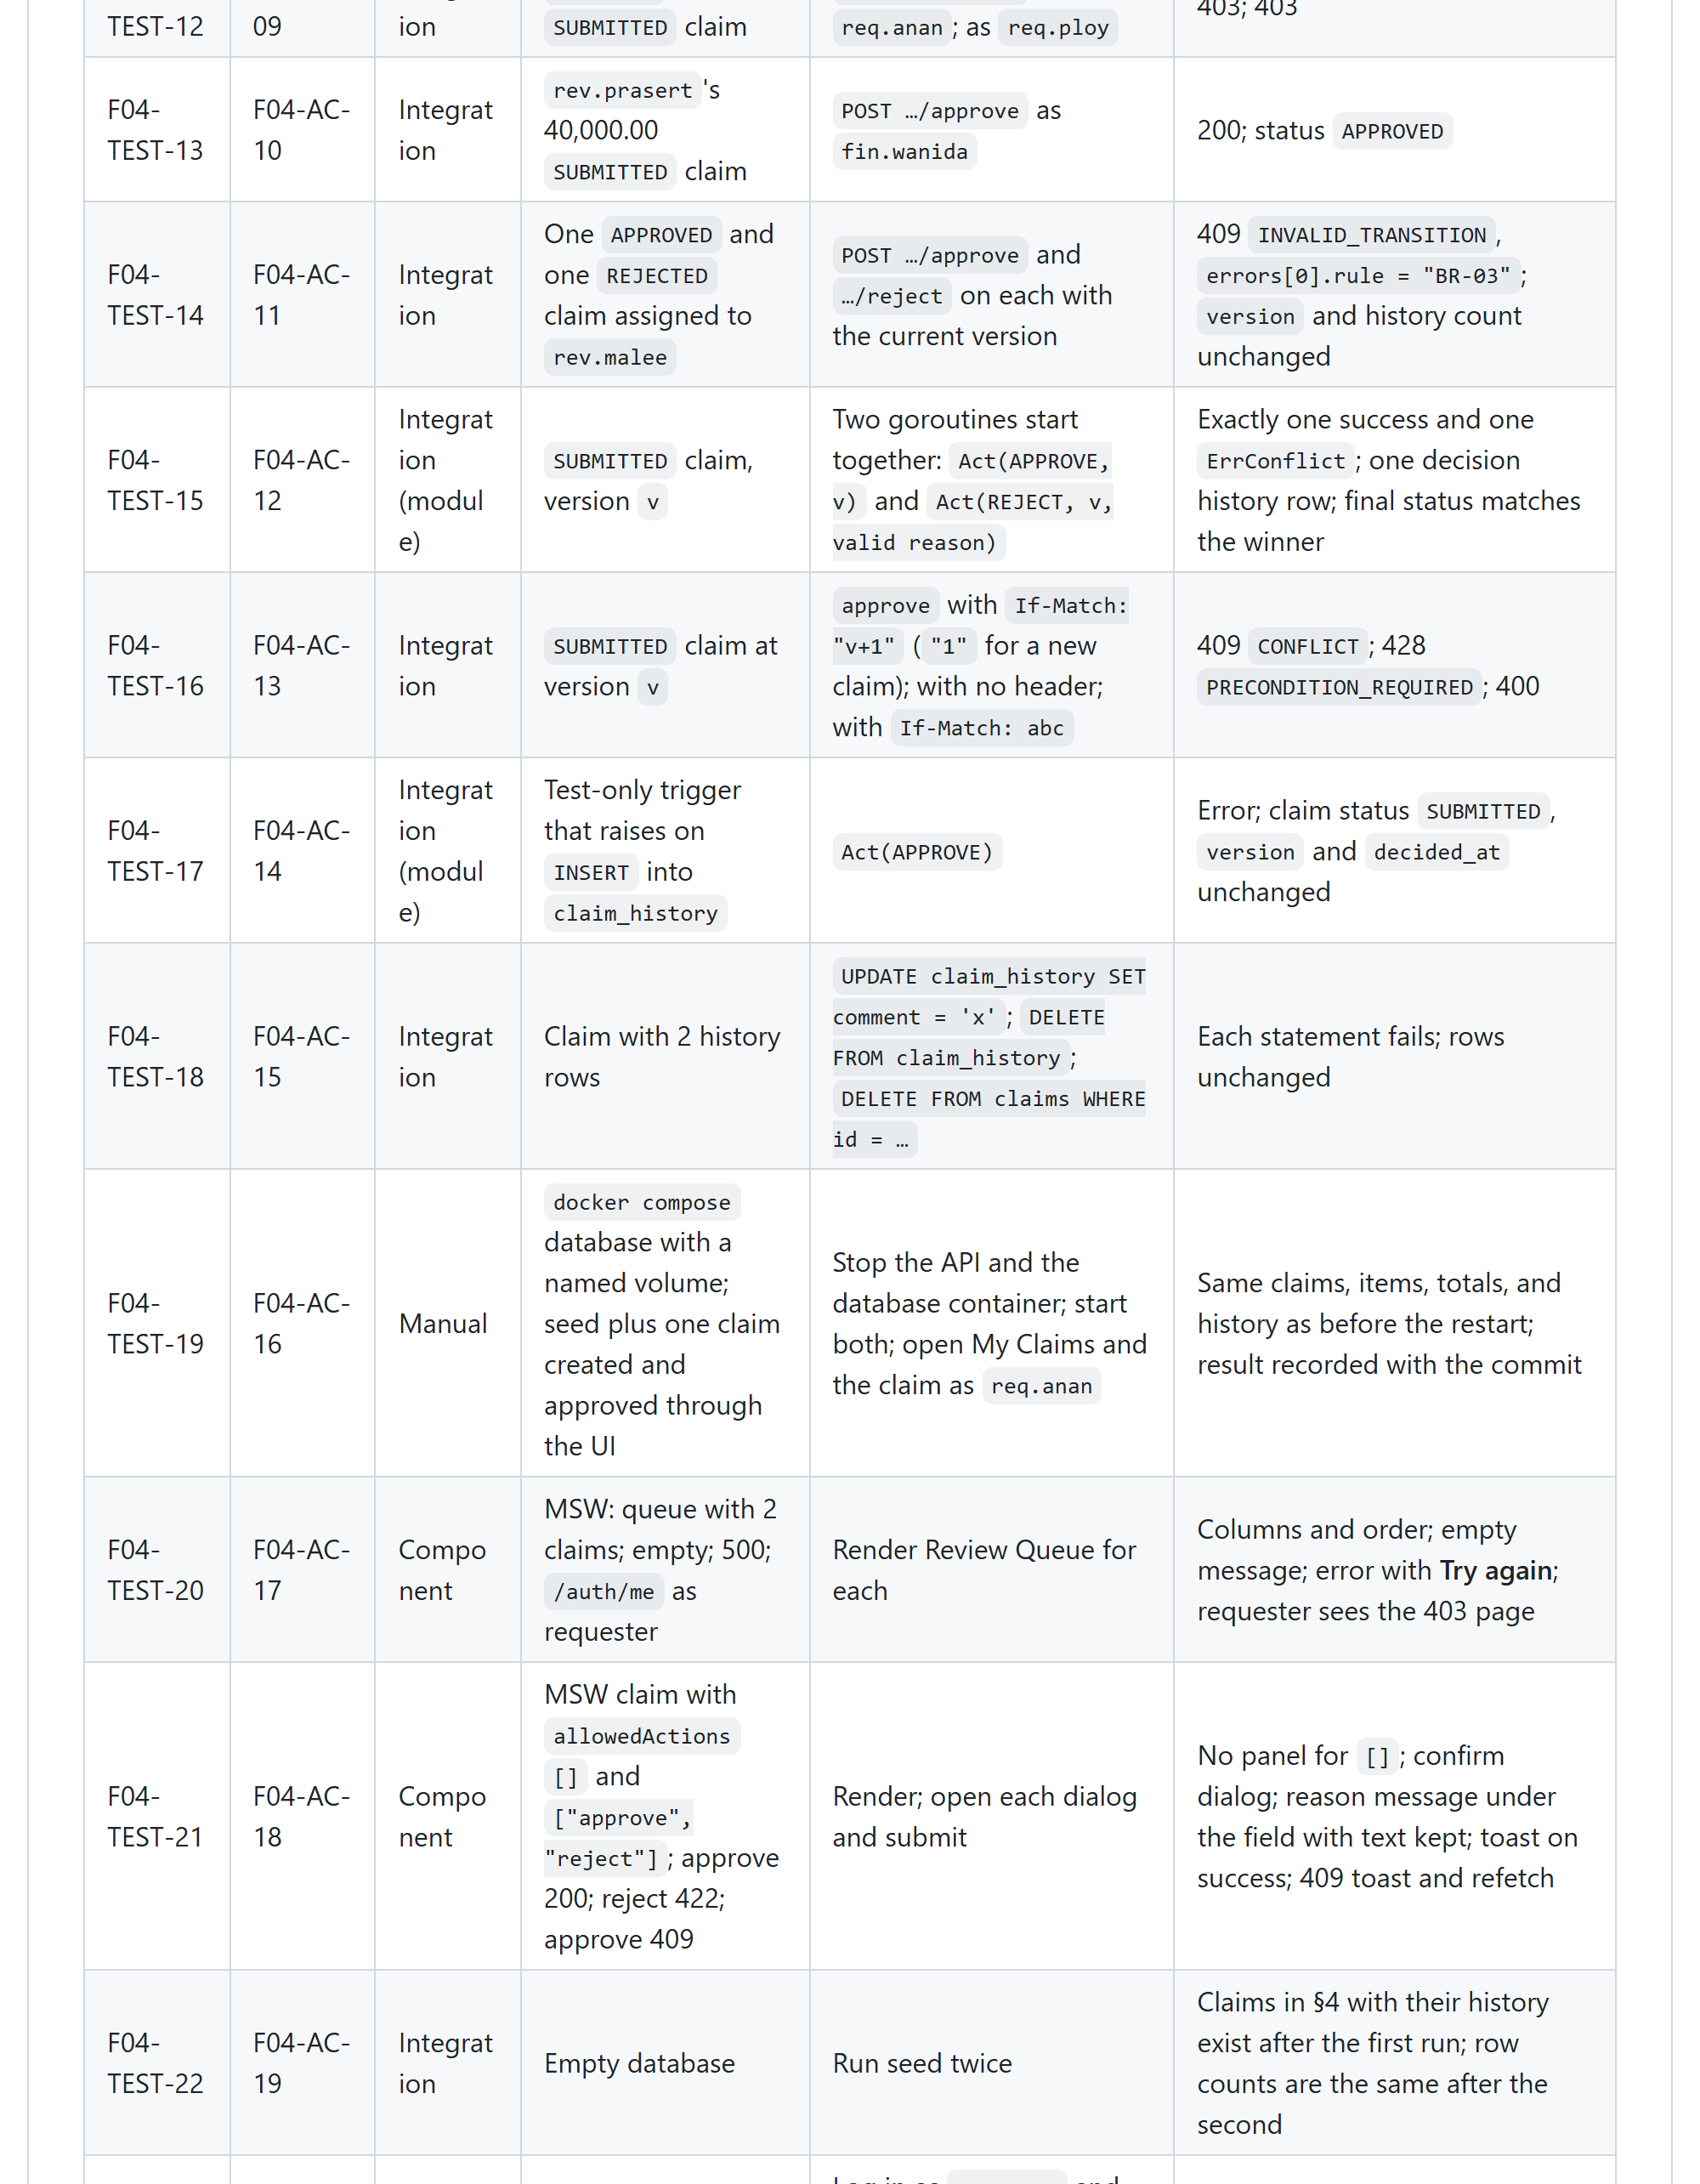 TEST-12
09
ion
SUBMITTED claim
req.anan; as req.ploy
403; 403
F04-
TEST-13
F04-AC-
10
Integrat
ion
rev.prasert's
40,000.00
SUBMITTED claim
POST …/approve as
fin.wanida
200; status APPROVED
F04-
TEST-14
F04-AC-
11
Integrat
ion
One APPROVED and
one REJECTED
claim assigned to
rev.malee
POST …/approve and
…/reject on each with
the current version
409 INVALID_TRANSITION,
errors[0].rule = "BR-03";
version and history count
unchanged
F04-
TEST-15
F04-AC-
12
Integrat
ion
(modul
e)
SUBMITTED claim,
version v
Two goroutines start
together: Act(APPROVE,
v) and Act(REJECT, v,
valid reason)
Exactly one success and one
ErrConflict; one decision
history row; final status matches
the winner
F04-
TEST-16
F04-AC-
13
Integrat
ion
SUBMITTED claim at
version v
approve with If-Match:
"v+1" ("1" for a new
claim); with no header;
with If-Match: abc
409 CONFLICT; 428
PRECONDITION_REQUIRED; 400
F04-
TEST-17
F04-AC-
14
Integrat
ion
(modul
e)
Test-only trigger
that raises on
INSERT into
claim_history
Act(APPROVE)
Error; claim status SUBMITTED,
version and decided_at
unchanged
F04-
TEST-18
F04-AC-
15
Integrat
ion
Claim with 2 history
rows
UPDATE claim_history SET
comment = 'x'; DELETE
FROM claim_history;
DELETE FROM claims WHERE
id = …
Each statement fails; rows
unchanged
F04-
TEST-19
F04-AC-
16
Manual
docker compose
database with a
named volume;
seed plus one claim
created and
approved through
the UI
Stop the API and the
database container; start
both; open My Claims and
the claim as req.anan
Same claims, items, totals, and
history as before the restart;
result recorded with the commit
F04-
TEST-20
F04-AC-
17
Compo
nent
MSW: queue with 2
claims; empty; 500;
/auth/me as
requester
Render Review Queue for
each
Columns and order; empty
message; error with Try again;
requester sees the 403 page
F04-
TEST-21
F04-AC-
18
Compo
nent
MSW claim with
allowedActions
[] and
["approve",
"reject"]; approve
200; reject 422;
approve 409
Render; open each dialog
and submit
No panel for []; confirm
dialog; reason message under
the field with text kept; toast on
success; 409 toast and refetch
F04-
TEST-22
F04-AC-
19
Integrat
ion
Empty database
Run seed twice
Claims in §4 with their history
exist after the first run; row
counts are the same after the
second